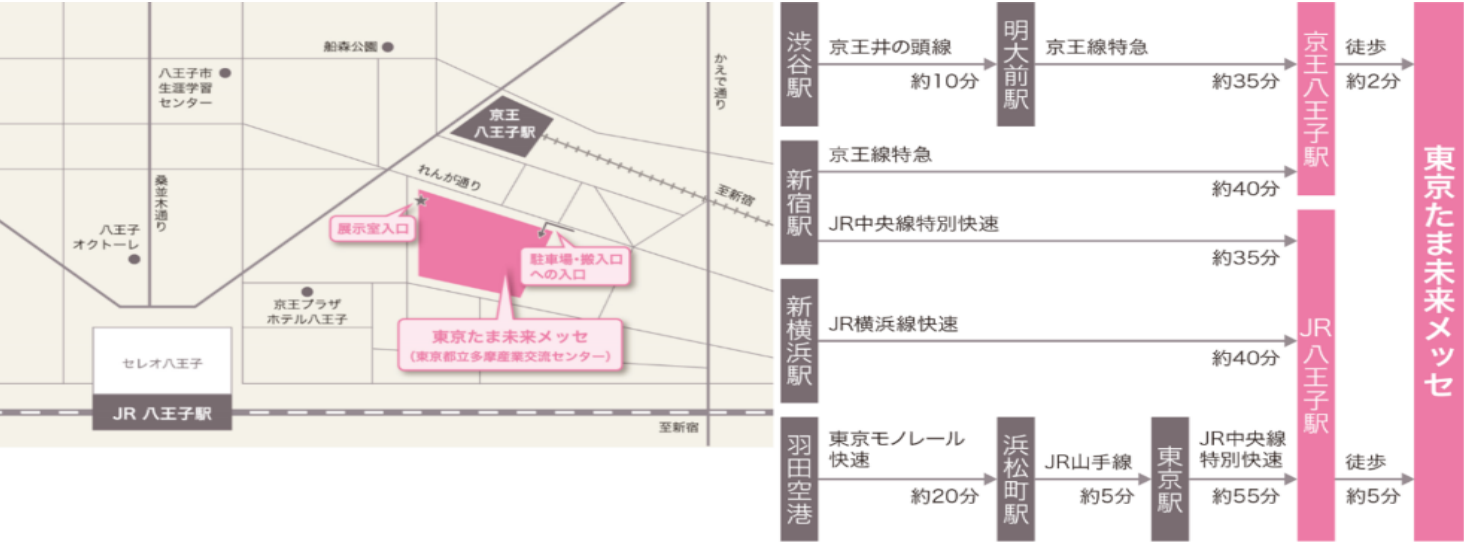 船森公園
八王子市
生涯学習
センター
かえで通り
京王
八王子駅
れんが通り
至新宿
桑並木通り
展示室入口
八王子
オクトーレ
駐車場・搬入口
への入口
京王プラザ
ホテル八王子
東京たま未来メッセ
(東京都立多摩産業交流センター)
セレオ八王子
JR 八王子駅
至新宿
渋谷駅
京王井の頭線
約10分
明大前駅
京王線特急
約35分
京王八王子駅
徒歩
約2分
東京たま未来メッセ
新宿駅
京王線特急
約40分
JR中央線特別快速
約35分
新横浜駅
JR横浜線快速
約40分
JR八王子駅
羽田空港
東京モノレール
快速
約20分
浜松町駅
JR山手線
約5分
東京駅
JR中央線
特別快速
約55分
徒歩
約5分